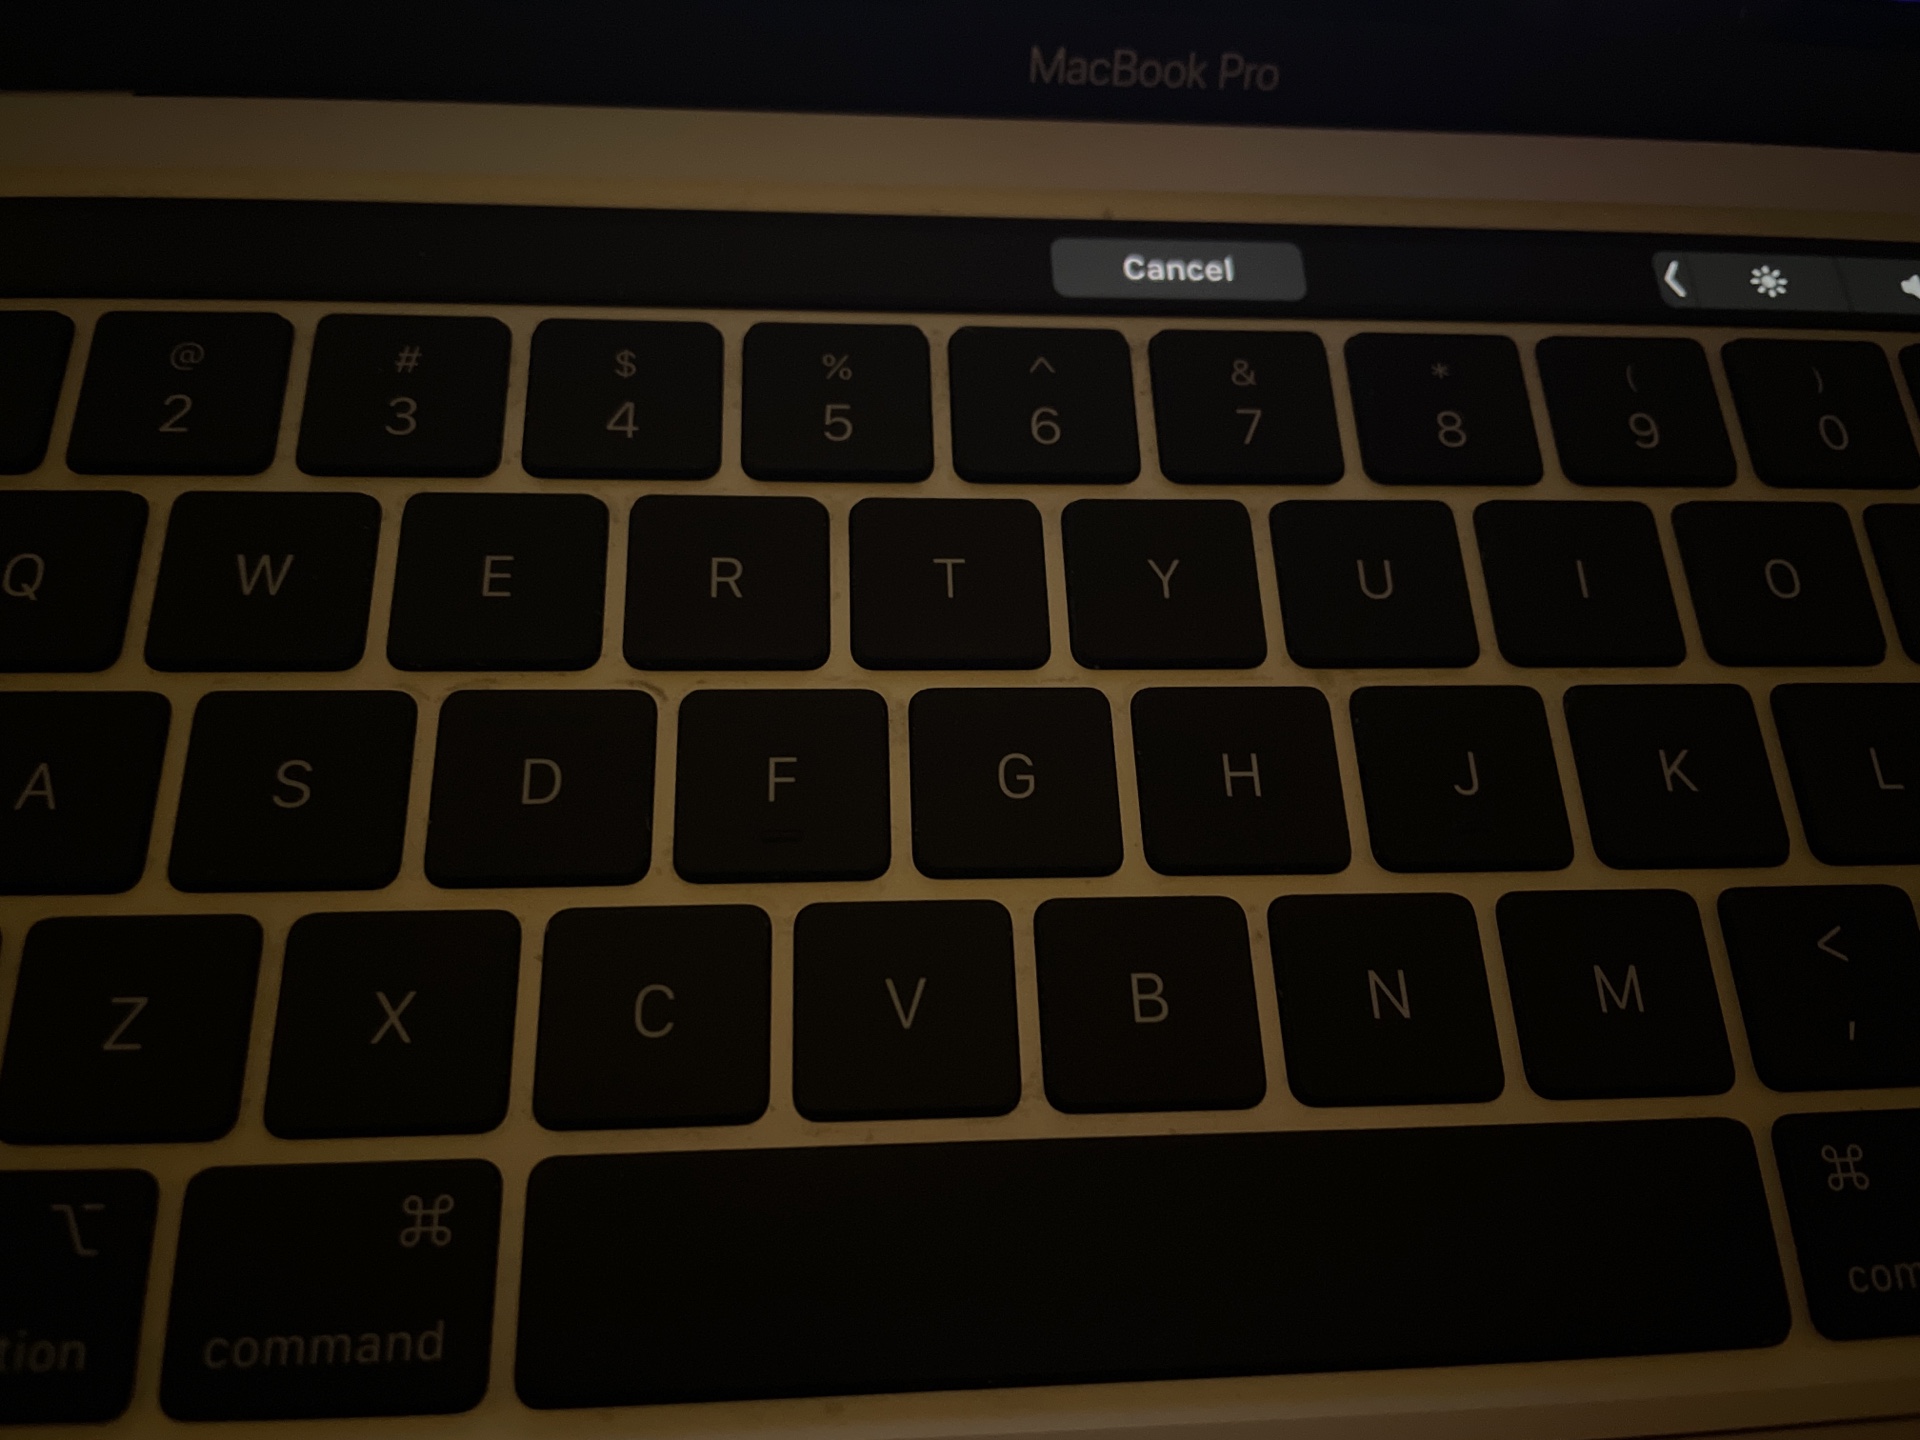 MacBook Pro
Cancel
@ # $ % ^ & * ( )
2 3 4 5 6 7 8 9 0
Q W E R T Y U I O
A S D F G H J K L
Z X C V B N M <
,
⌥ ⌘ ⌘
tion command com